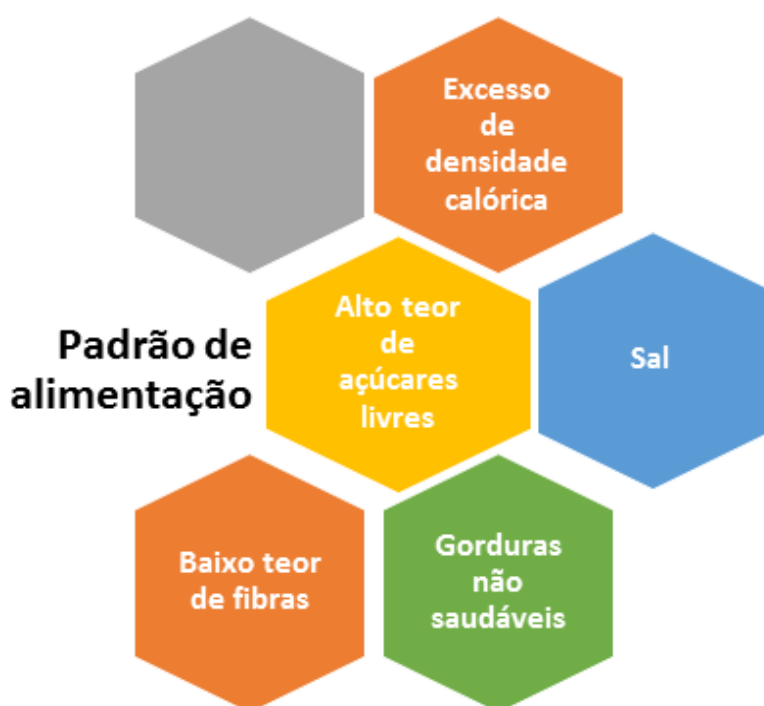 Excesso
de
densidade
calórica
Padrão de
alimentação
Alto teor
de
açúcares
livres
Sal
Baixo teor
de fibras
Gorduras
não
saudáveis